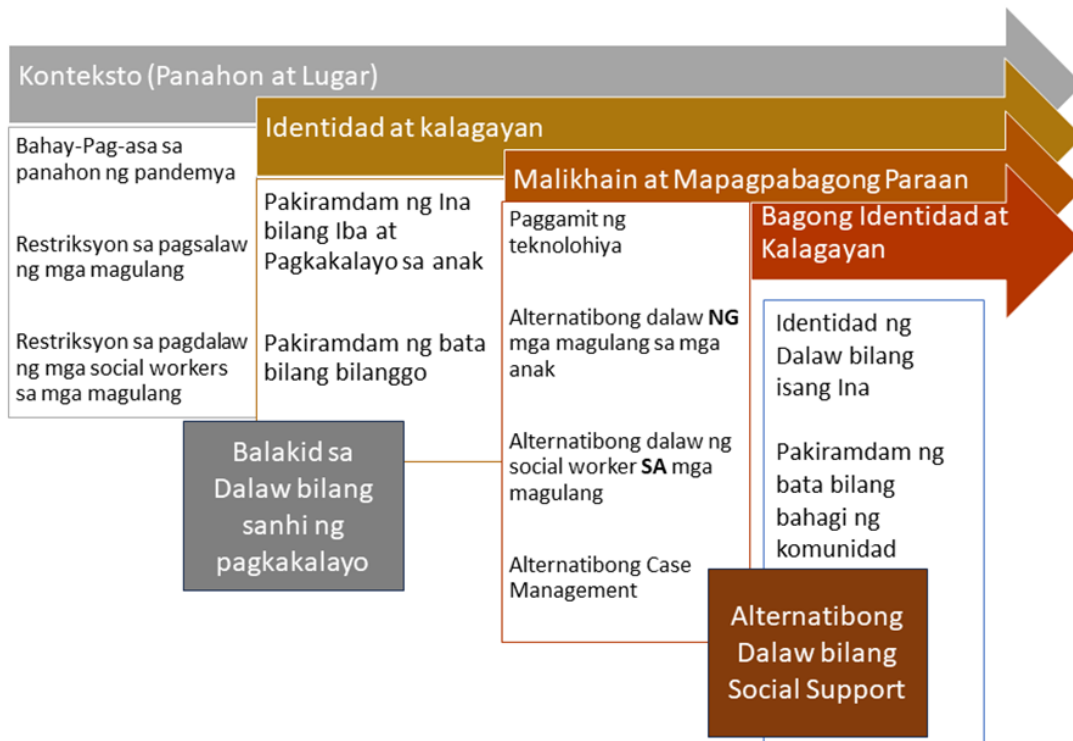 Konteksto (Panahon at Lugar)
Bahay-Pag-asa sa
panahon ng pandemya
Restriksyon sa pagsalaw
ng mga magulang
Restriksyon sa pagdalaw
ng mga social workers
sa mga magulang
Identidad at kalagayan
Pakiramdam ng Ina
bilang Iba at
Pagkakalayo sa anak
Pakiramdam ng bata
bilang bilanggo
Balakid sa
Dalaw bilang
sanhi ng
pagkakalayo
Malikhain at Mapagpabagong Paraan
Paggamit ng
teknolohiya
Alternatibong dalaw NG
mga magulang sa mga
anak
Alternatibong dalaw ng
social worker SA mga
magulang
Alternatibong Case
Management
Bagong Identidad at
Kalagayan
Identidad ng
Dalaw bilang
isang Ina
Pakiramdam ng
bata bilang
bahagi ng
komunidad
Alternatibong
Dalaw bilang
Social Support